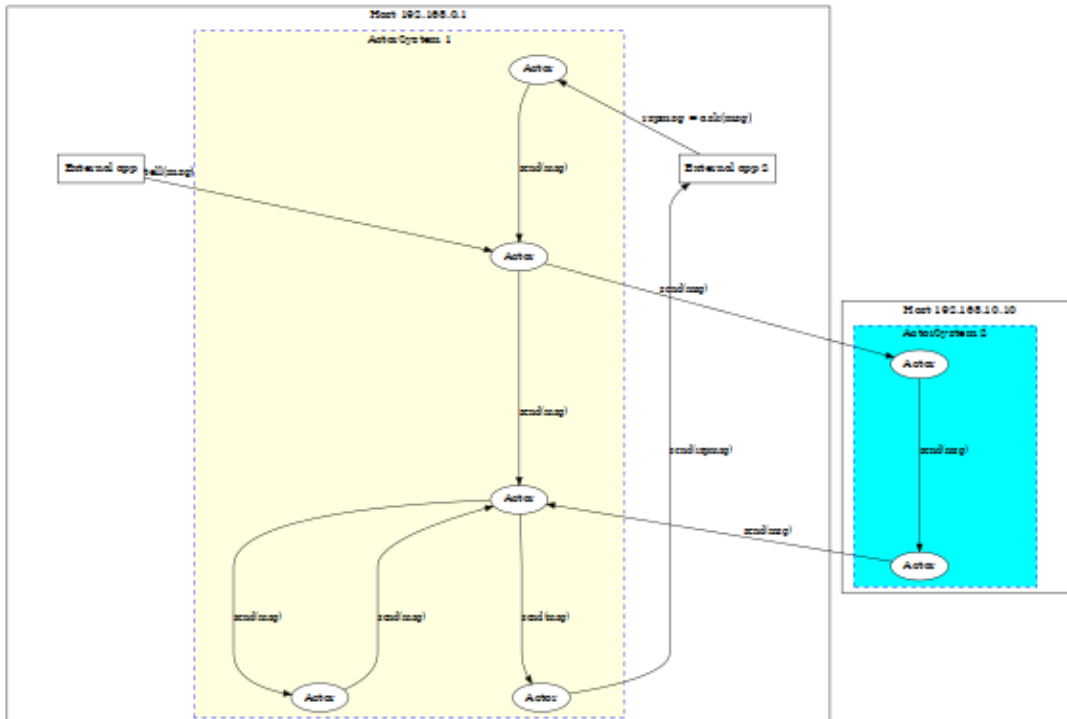 Host 192.168.0.1
ActorSystem 1
Actor
rspmsg = ask(msg)
External app
tell(msg)
send(msg)
External app 2
Actor
send(msg)
Host 192.168.10.10
ActorSystem 2
Actor
send(msg)
send(rspmsg)
send(msg)
Actor
send(msg)
Actor
send(msg)
send(msg)
send(msg)
Actor
Actor